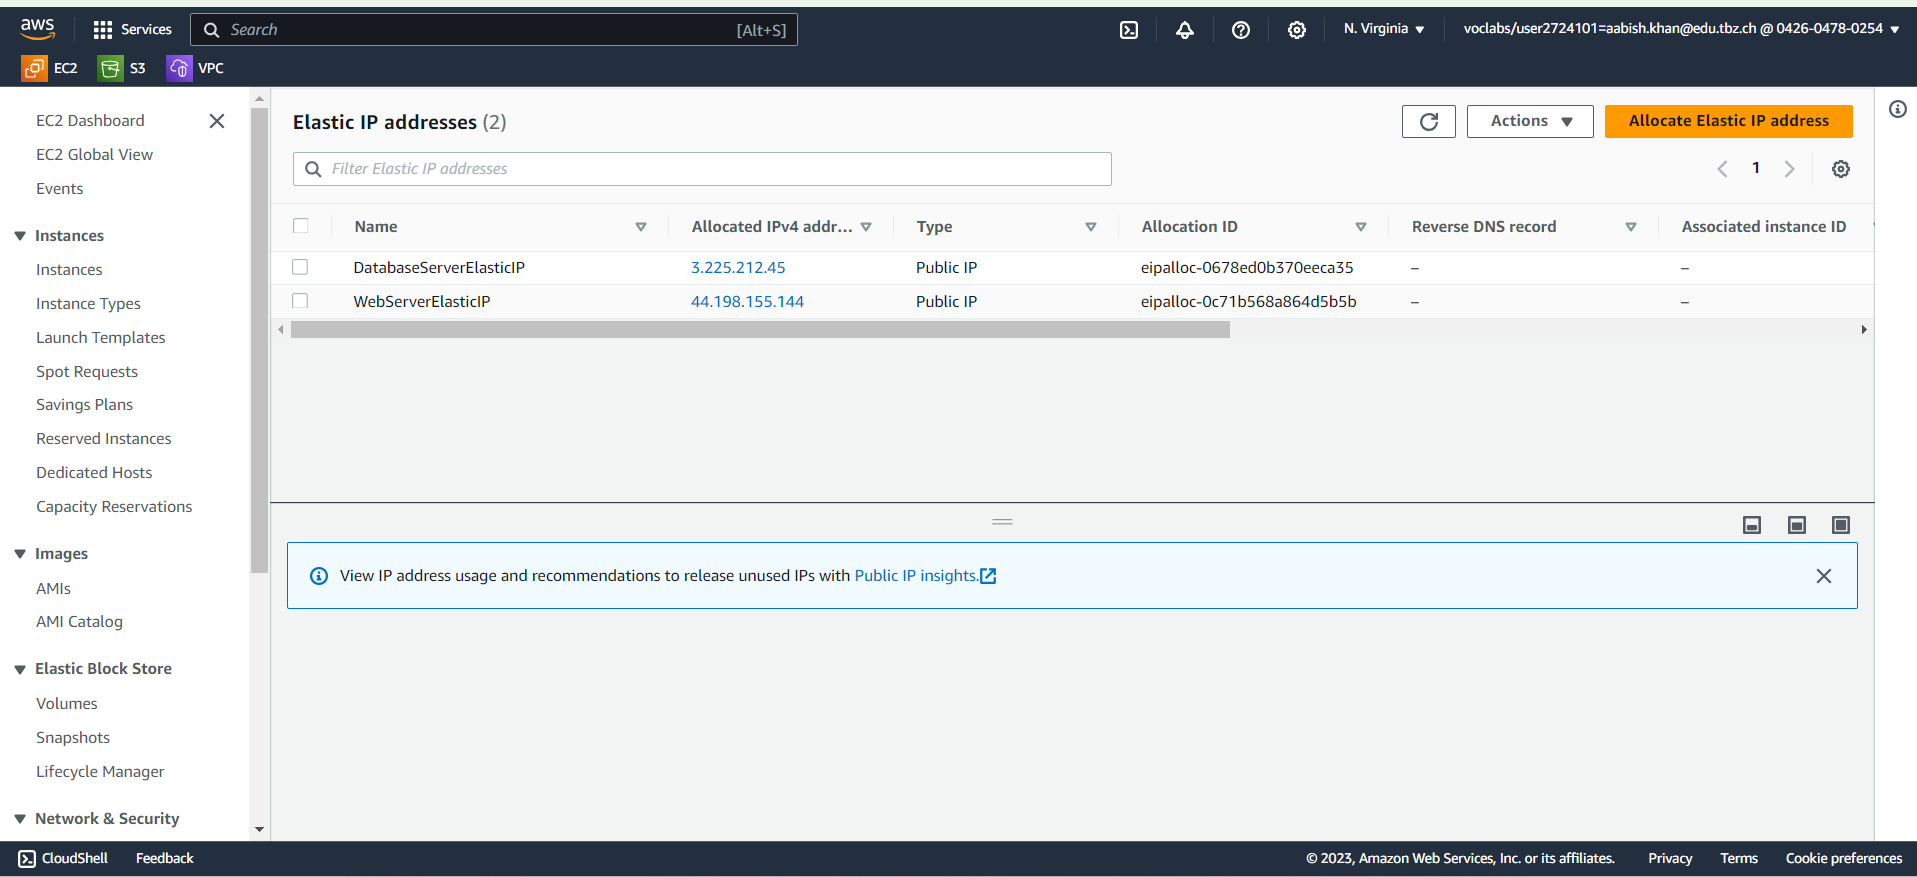 aws
Services
Search
[Alt+S]
N. Virginia
voclabs/user2724101=aabish.khan@edu.tbz.ch @ 0426-0478-0254
EC2
S3
VPC
EC2 Dashboard
EC2 Global View
Events
Instances
Instances
Instance Types
Launch Templates
Spot Requests
Savings Plans
Reserved Instances
Dedicated Hosts
Capacity Reservations
Images
AMIs
AMI Catalog
Elastic Block Store
Volumes
Snapshots
Lifecycle Manager
Network & Security
Elastic IP addresses (2)
Actions
Allocate Elastic IP address
Filter Elastic IP addresses
1
Name Allocated IPv4 addr... Type Allocation ID Reverse DNS record Associated instance ID
DatabaseServerElasticIP 3.225.212.45 Public IP eipalloc-0678ed0b370eeca35 – –
WebServerElasticIP 44.198.155.144 Public IP eipalloc-0c71b568a864d5b5b – –
View IP address usage and recommendations to release unused IPs with Public IP insights.
CloudShell
Feedback
© 2023, Amazon Web Services, Inc. or its affiliates.
Privacy
Terms
Cookie preferences